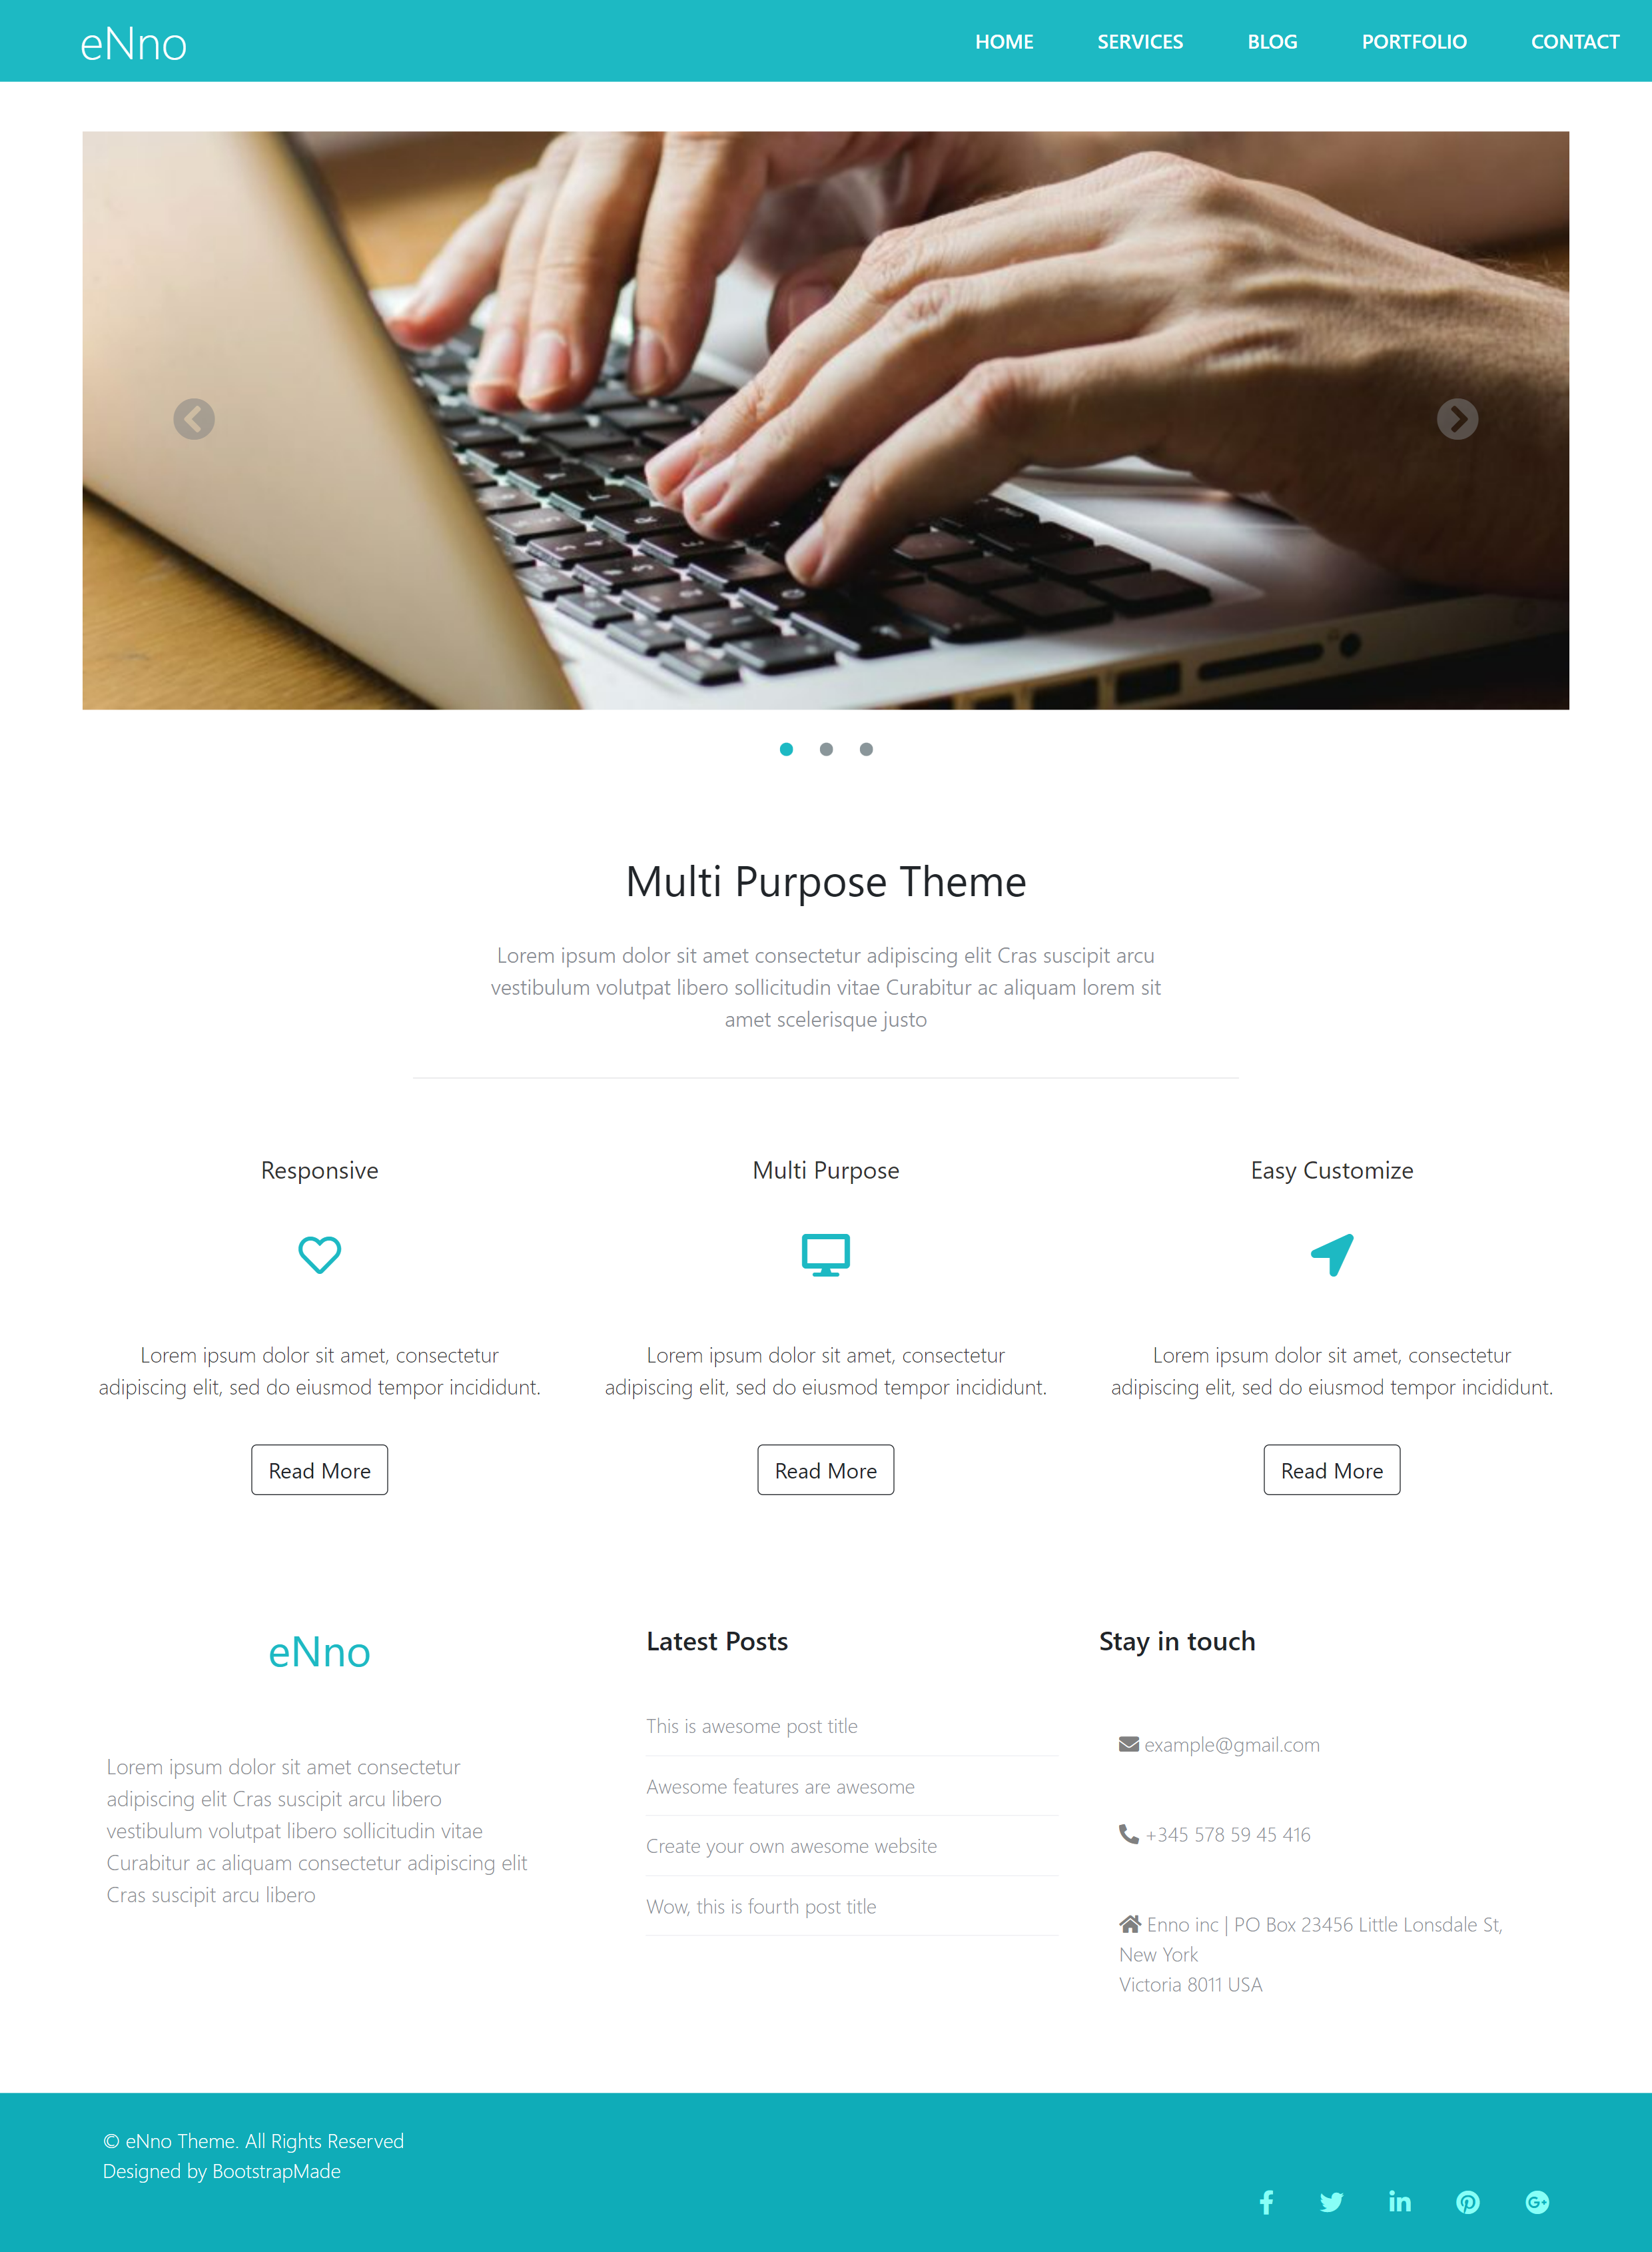 eNno
HOME SERVICES BLOG PORTFOLIO CONTACT
Multi Purpose Theme
Lorem ipsum dolor sit amet consectetur adipiscing elit Cras suscipit arcu
vestibulum volutpat libero sollicitudin vitae Curabitur ac aliquam lorem sit
amet scelerisque justo
Responsive
Lorem ipsum dolor sit amet, consectetur
adipiscing elit, sed do eiusmod tempor incididunt.
Read More
Multi Purpose
Lorem ipsum dolor sit amet, consectetur
adipiscing elit, sed do eiusmod tempor incididunt.
Read More
Easy Customize
Lorem ipsum dolor sit amet, consectetur
adipiscing elit, sed do eiusmod tempor incididunt.
Read More
eNno
Lorem ipsum dolor sit amet consectetur
adipiscing elit Cras suscipit arcu libero
vestibulum volutpat libero sollicitudin vitae
Curabitur ac aliquam consectetur adipiscing elit
Cras suscipit arcu libero
Latest Posts
This is awesome post title
Awesome features are awesome
Create your own awesome website
Wow, this is fourth post title
Stay in touch
example@gmail.com
+345 578 59 45 416
Enno inc | PO Box 23456 Little Lonsdale St,
New York
Victoria 8011 USA
© eNno Theme. All Rights Reserved
Designed by BootstrapMade